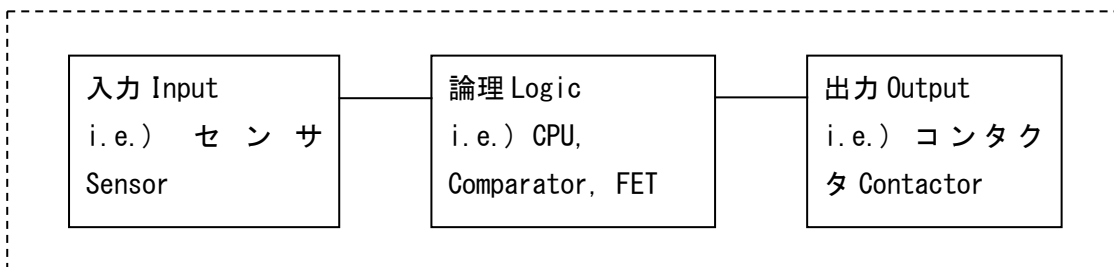 入力 Input
i.e.) センサ
Sensor
論理 Logic
i.e.) CPU,
Comparator, FET
出力 Output
i.e.) コンタク
タ Contactor